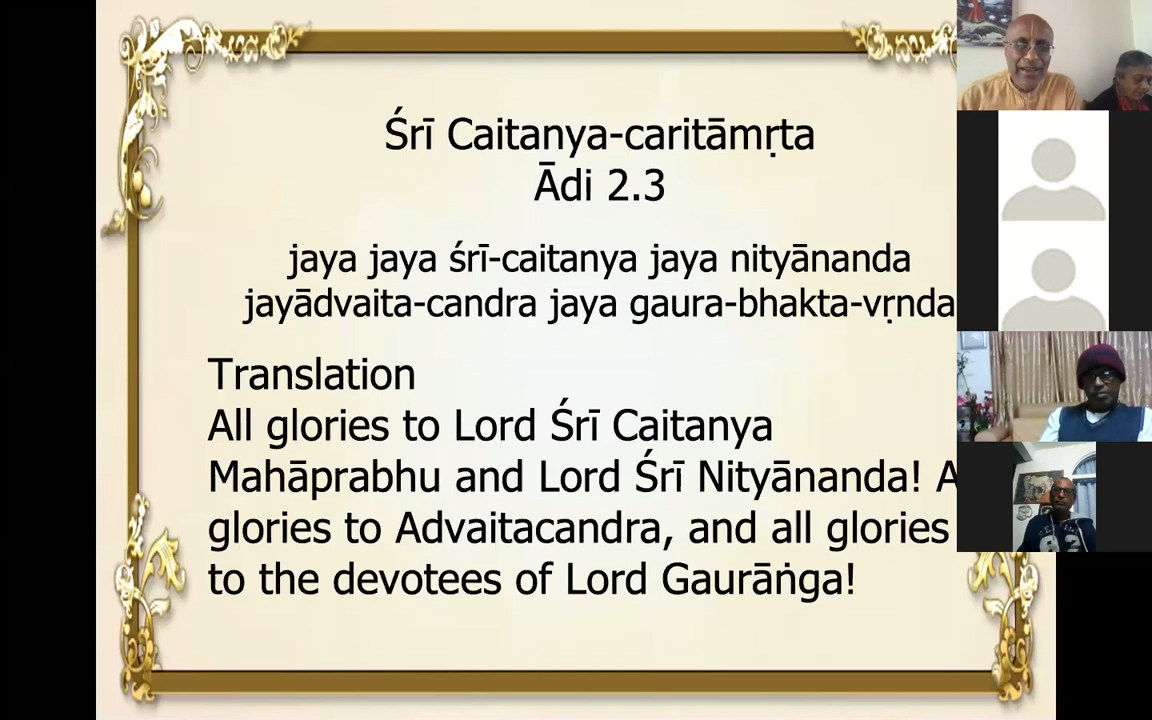 Śrī Caitanya-caritāmṛta
Ādi 2.3
jaya jaya śrī-caitanya jaya nityānanda
jayādvaita-candra jaya gaura-bhakta-vṛnda
Translation
All glories to Lord Śrī Caitanya
Mahāprabhu and Lord Śrī Nityānanda!
glories to Advaitacandra, and all glories
to the devotees of Lord Gaurāṅga!